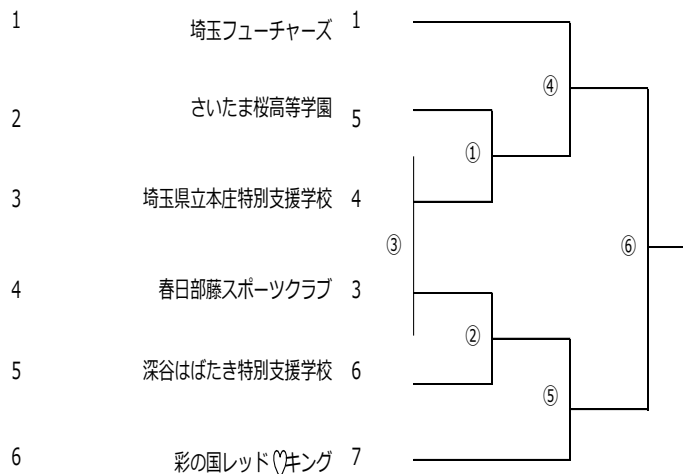 1 埼玉フューチャーズ 1
④
2 さいたま桜高等学園 5
①
3 埼玉県立本庄特別支援学校 4
③ ⑥
4 春日部藤スポーツクラブ 3
②
5 深谷はばたき特別支援学校 6
⑤
6 彩の国レッド(♡)キング 7